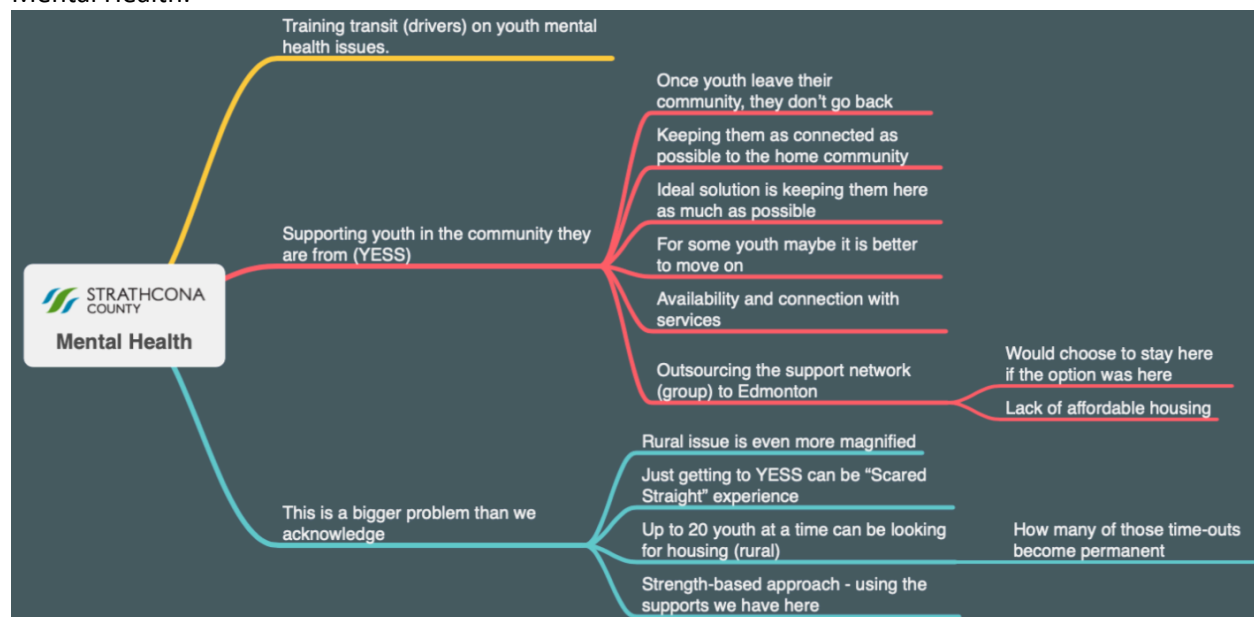 Mental Health.
Training transit (drivers) on youth mental
health issues.
Once youth leave their
community, they don't go back
Keeping them as connected as
possible to the home community
Ideal solution is keeping them here
as much as possible
Supporting youth in the community they
are from (YESS)
For some youth maybe it is better
to move on
Availability and connection with
services
Outsourcing the support network
(group) to Edmonton
Would choose to stay here
if the option was here
Lack of affordable housing
STRATHCONA
COUNTY
Mental Health
This is a bigger problem than we
acknowledge
Rural issue is even more magnified
Just getting to YESS can be “Scared
Straight” experience
Up to 20 youth at a time can be looking
for housing (rural)
How many of those time-outs
become permanent
Strength-based approach - using the
supports we have here